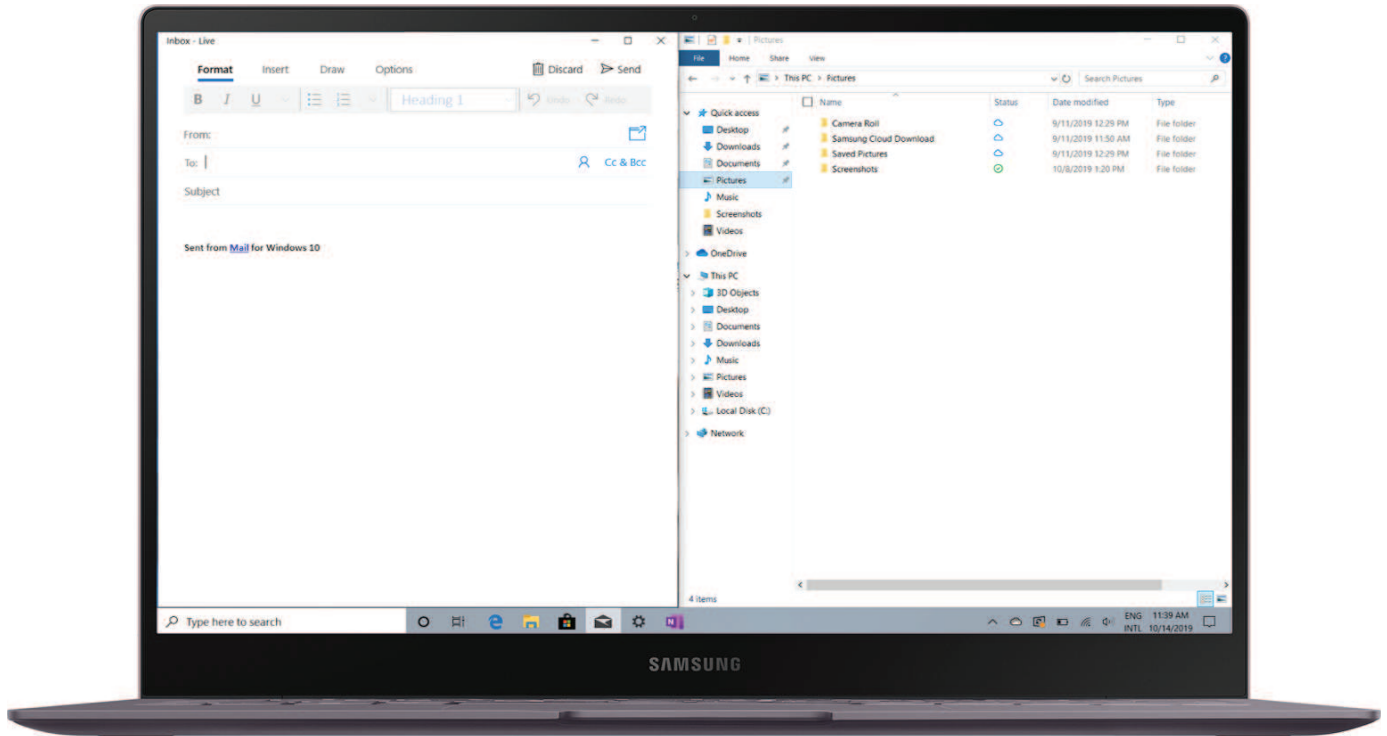 Inbox - Live
Format Insert Draw Options Discard Send
B I U Heading 1 Undo Redo
From:
To: Cc & Bcc
Subject
Sent from Mail for Windows 10
Pictures
File Home Share View
This PC > Pictures Search Pictures
Name Status Date modified Type
Camera Roll 9/11/2019 12:29 PM File folder
Samsung Cloud Download 9/11/2019 11:50 AM File folder
Saved Pictures 9/11/2019 12:29 PM File folder
Screenshots 10/8/2019 1:20 PM File folder
Quick access
Desktop
Downloads
Documents
Pictures
Music
Screenshots
Videos
OneDrive
This PC
3D Objects
Desktop
Documents
Downloads
Music
Pictures
Videos
Local Disk (C:)
Network
4 items
Type here to search
ENG 11:39 AM
INTL 10/14/2019
SAMSUNG